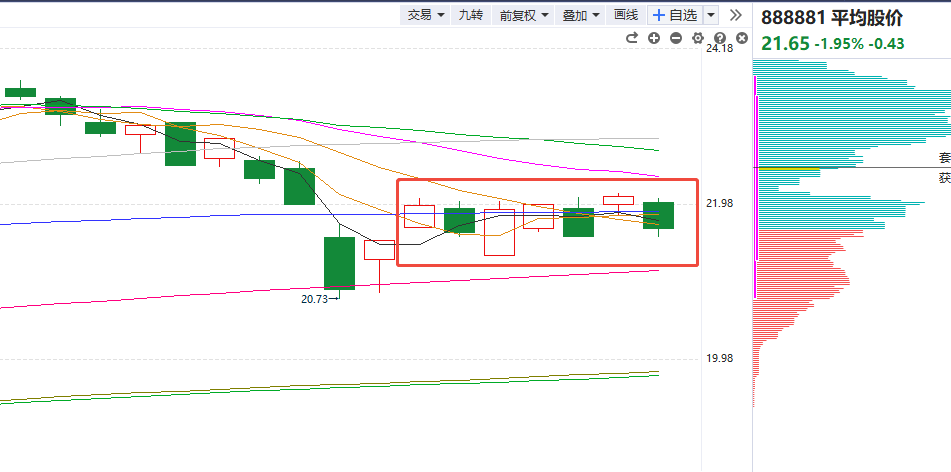 交易 九转 前复权 叠加 画线 自选
888881 平均股价
21.65 -1.95% -0.43
24.18
21.98
20.73
19.98
套
获